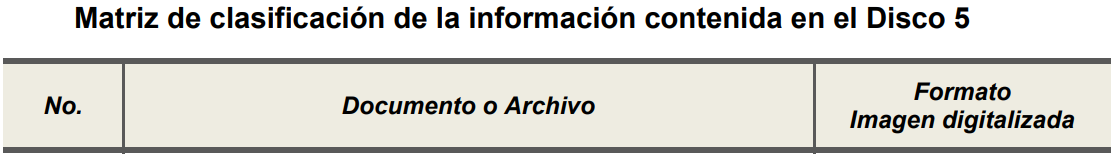 Matriz de clasificación de la información contenida en el Disco 5
No.
Documento o Archivo
Formato
Imagen digitalizada